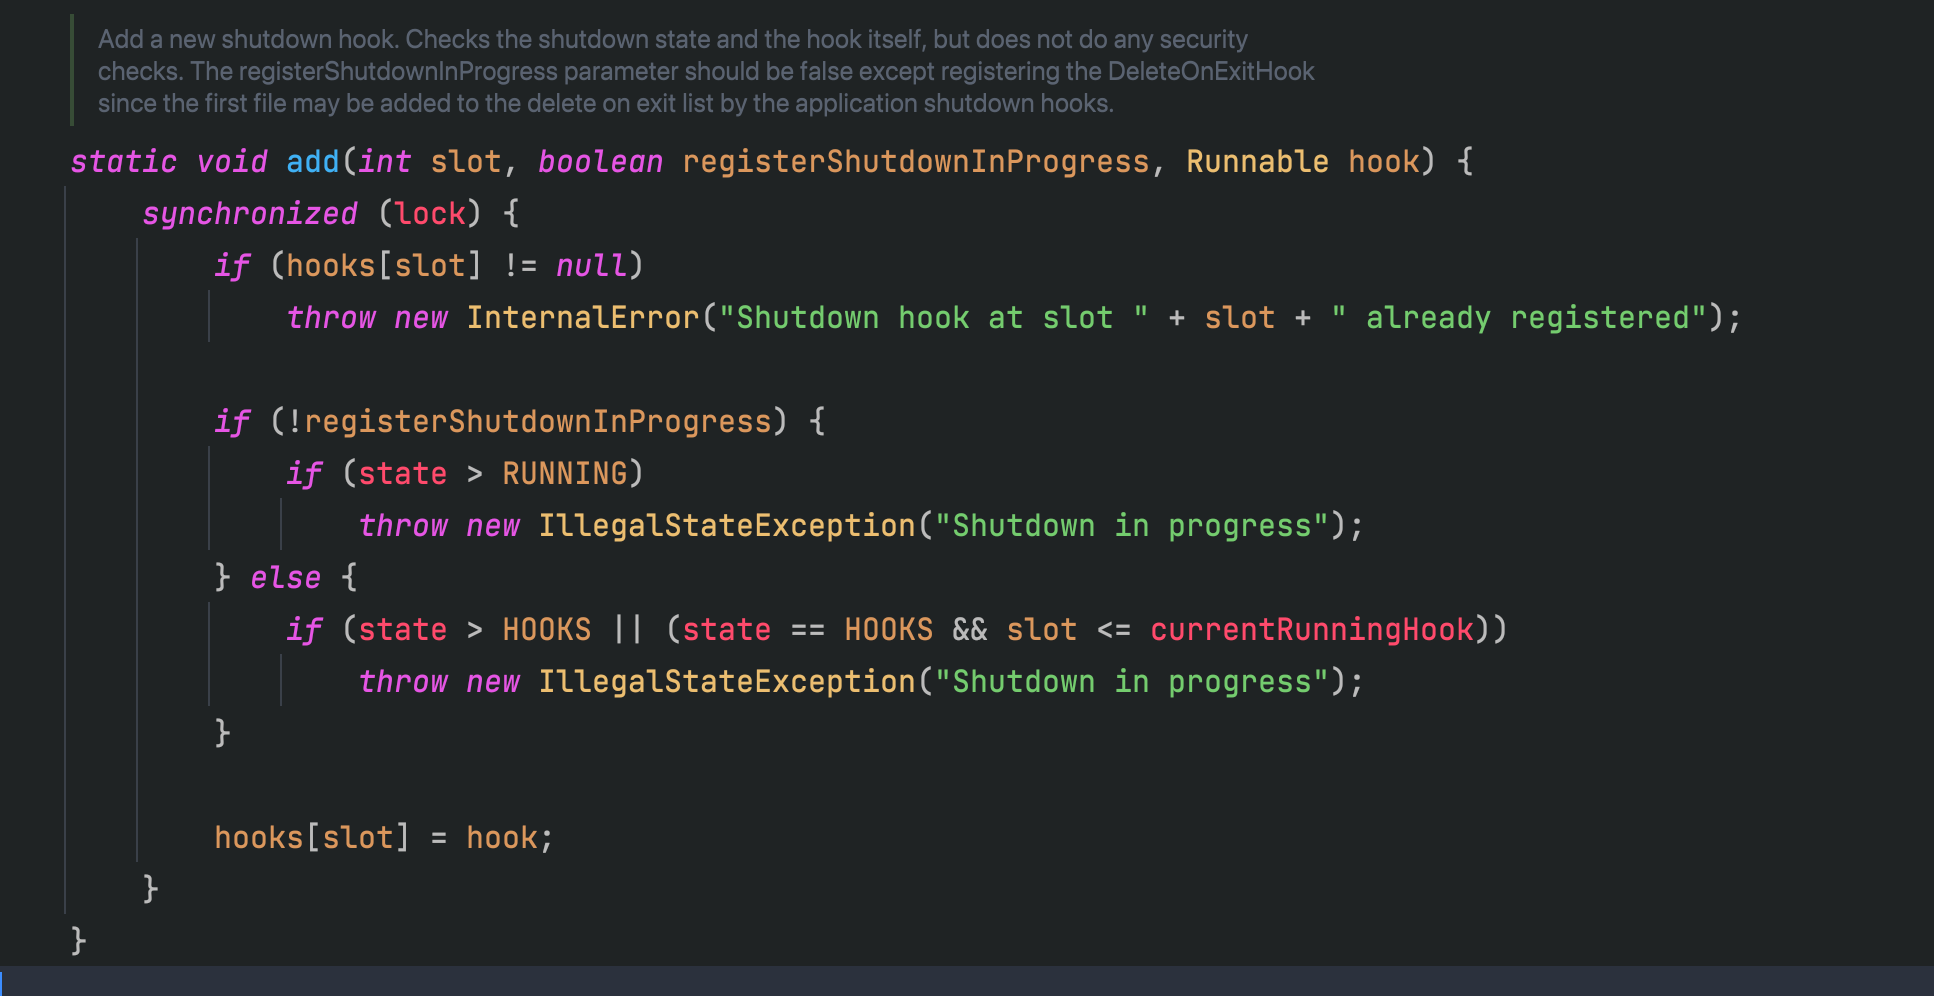 Add a new shutdown hook. Checks the shutdown state and the hook itself, but does not do any security
checks. The registerShutdownInProgress parameter should be false except registering the DeleteOnExitHook
since the first file may be added to the delete on exit list by the application shutdown hooks.
static void add(int slot, boolean registerShutdownInProgress, Runnable hook) {
    synchronized (lock) {
        if (hooks[slot] != null)
            throw new InternalError("Shutdown hook at slot " + slot + " already registered");

        if (!registerShutdownInProgress) {
            if (state > RUNNING)
                throw new IllegalStateException("Shutdown in progress");
        } else {
            if (state > HOOKS || (state == HOOKS && slot <= currentRunningHook))
                throw new IllegalStateException("Shutdown in progress");
        }

        hooks[slot] = hook;
    }
}